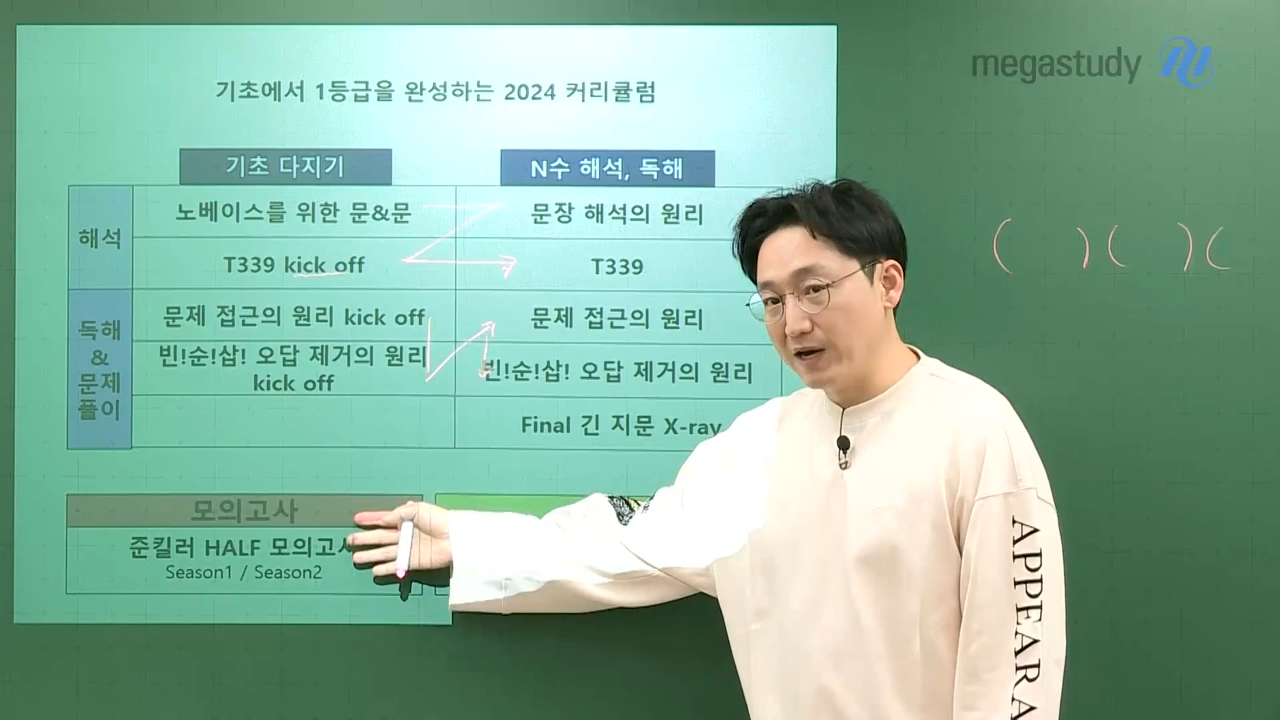 megastudy
기초에서 1등급을 완성하는 2024 커리큘럼
기초 다지기
N수 해석, 독해
해석
노베이스를 위한 문&문
문장 해석의 원리
T339 kick off
T339
독해
&
문제
풀이
문제 접근의 원리 kick off
문제 접근의 원리
빈!순!삽! 오답 제거의 원리
kick off
빈!순!삽! 오답 제거의 원리
Final 긴 지문 X-ray
모의고사
준킬러 HALF 모의고사
Season1 / Season2
( ) ( ) (
APPEARA